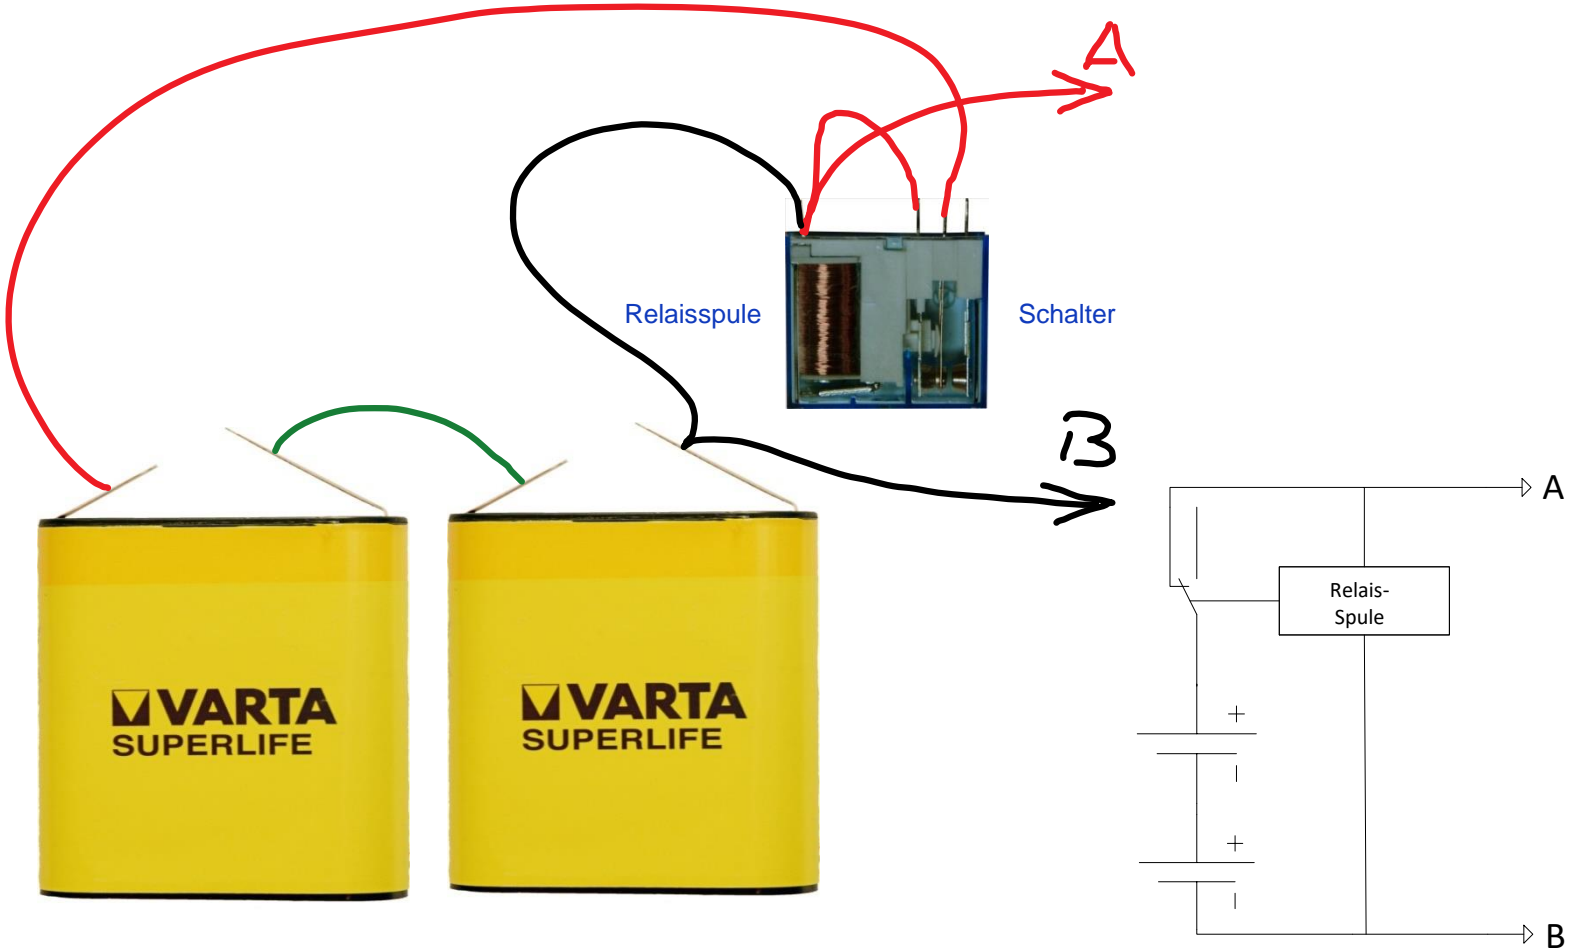 A
Relaisspule
Schalter
B
VARTA
SUPERLIFE
VARTA
SUPERLIFE
A
Relais-
Spule
+
–
+
–
B